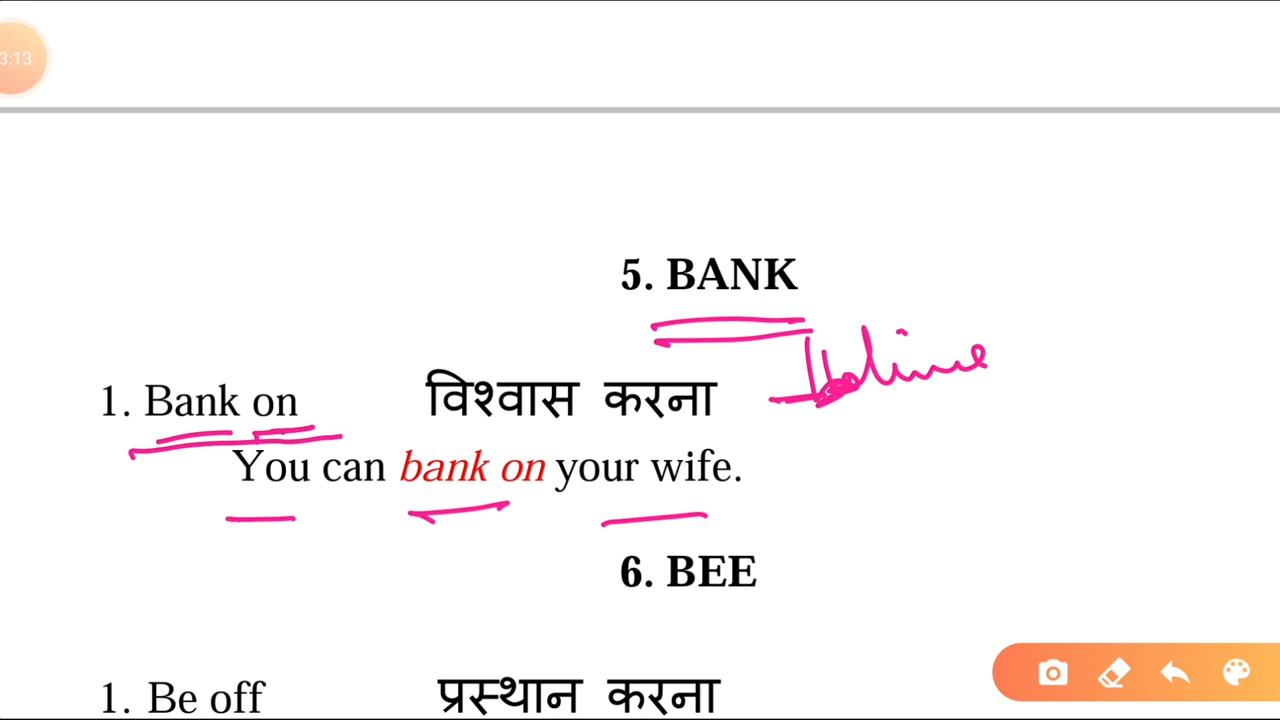 3:13
5. BANK
1. Bank on विश्वास करना
You can bank on your wife.
6. BEE
1. Be off प्रस्थान करना